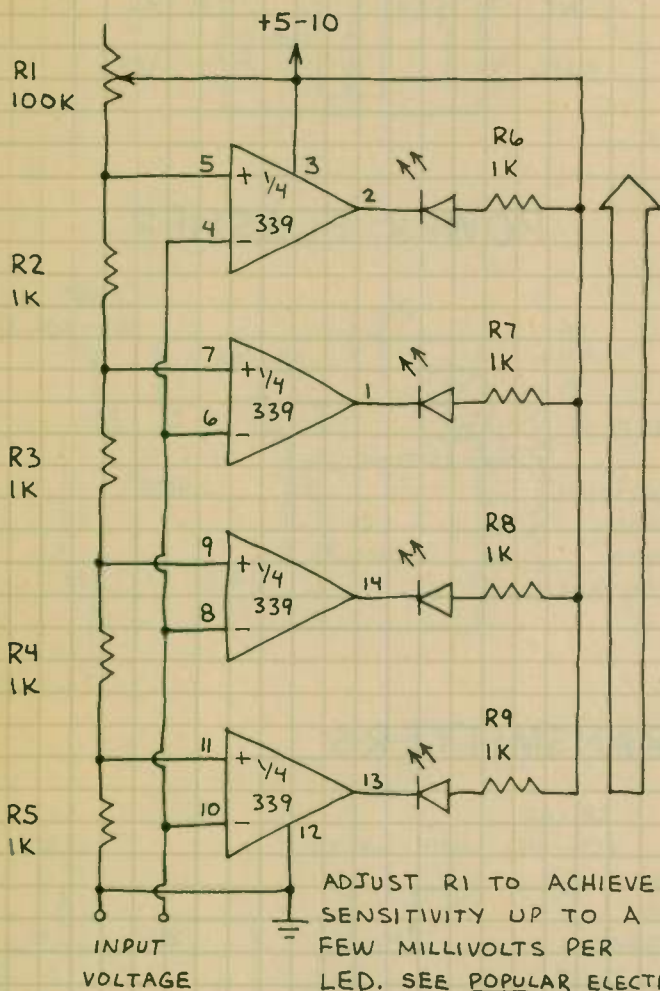 +5-10
R1
100K
R6
1K
5
+
1/4
3
339
2
4
-
R2
1K
R7
1K
7
+
1/4
339
1
6
-
R3
1K
R8
1K
9
+
1/4
339
14
8
-
R4
1K
R9
1K
11
+
1/4
339
13
10
-
12
R5
1K
INPUT
VOLTAGE
ADJUST R1 TO ACHIEVE
SENSITIVITY UP TO A
FEW MILLIVOLTS PER
LED. SEE POPULAR ELECT